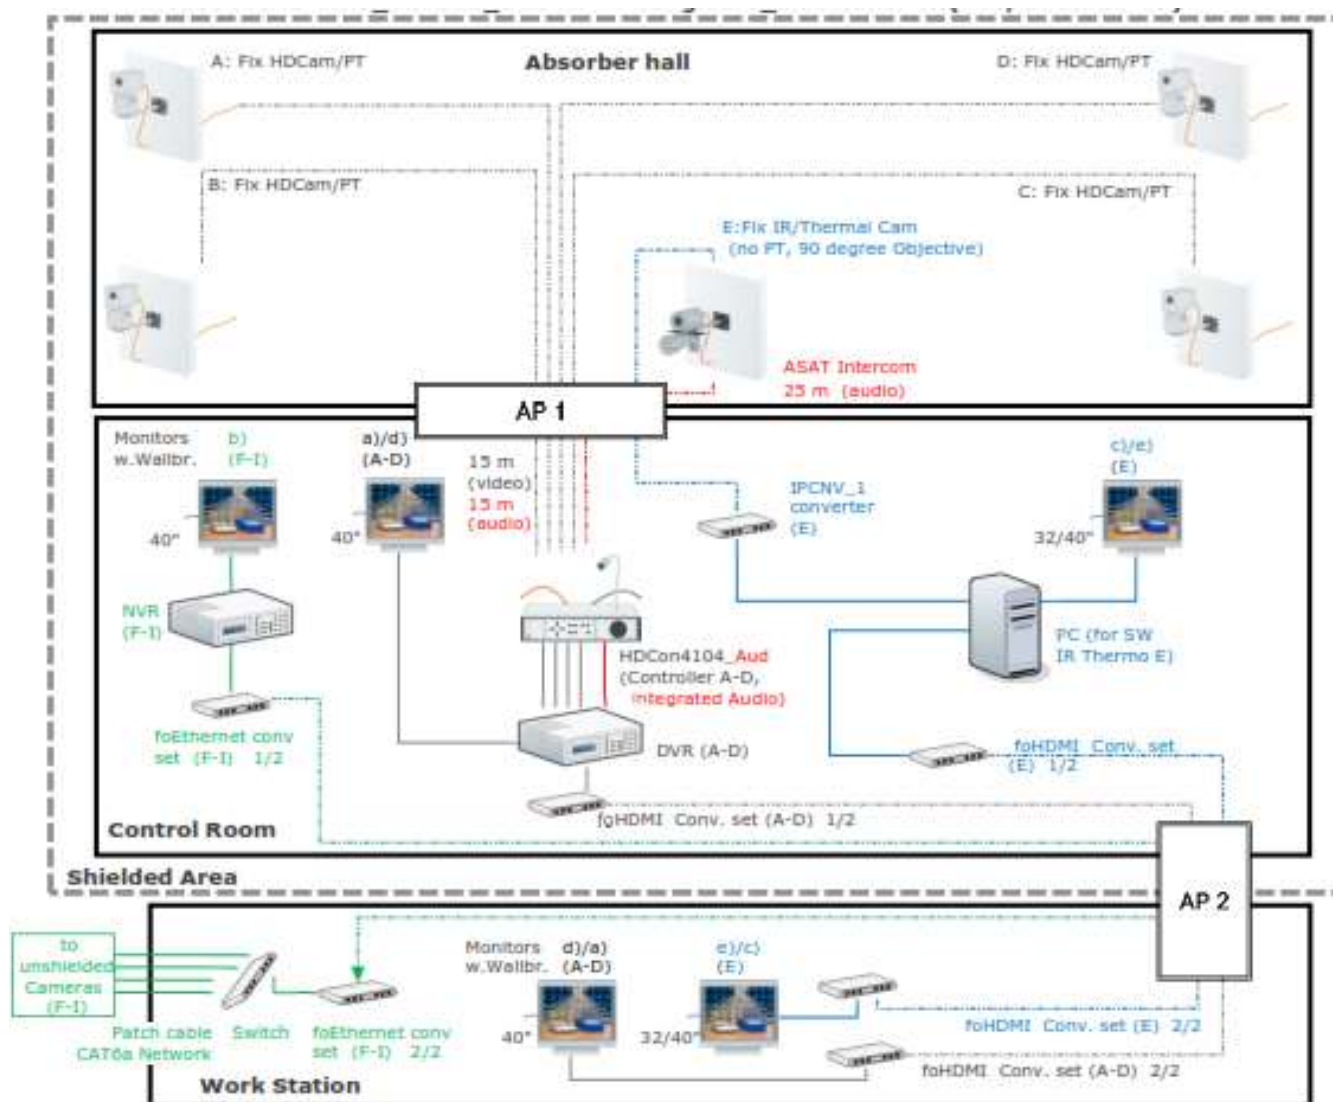 A: Fix HDCam/PT
Absorber hall
D: Fix HDCam/PT
B: Fix HDCam/PT
C: Fix HDCam/PT
E:Fix IR/Thermal Cam
(no PT, 90 degree Objective)
ASAT Intercom
25 m (audio)
AP 1
Monitors
w.Wallbr.
b)
(F-I)
a)/d)
(A-D)
15 m
(video)
15 m
(audio)
c)/e)
(E)
IPCNV_1
converter
(E)
40"
40"
32/40"
NVR
(F-I)
PC (for SW
IR Thermo E)
HDCon4104_Aud
(Controller A-D,
integrated Audio)
foEthernet conv
set (F-I) 1/2
DVR (A-D)
foHDMI Conv. set
(E) 1/2
foHDMI Conv. set (A-D) 1/2
Control Room
Shielded Area
AP 2
to
unshielded
Cameras
(F-I)
Monitors
w.Wallbr.
d)/a)
(A-D)
e)/c)
(E)
Patch cable
CAT6a Network
Switch
foEthernet conv
set (F-I) 2/2
40"
32/40"
foHDMI Conv. set (E) 2/2
foHDMI Conv. set (A-D) 2/2
Work Station